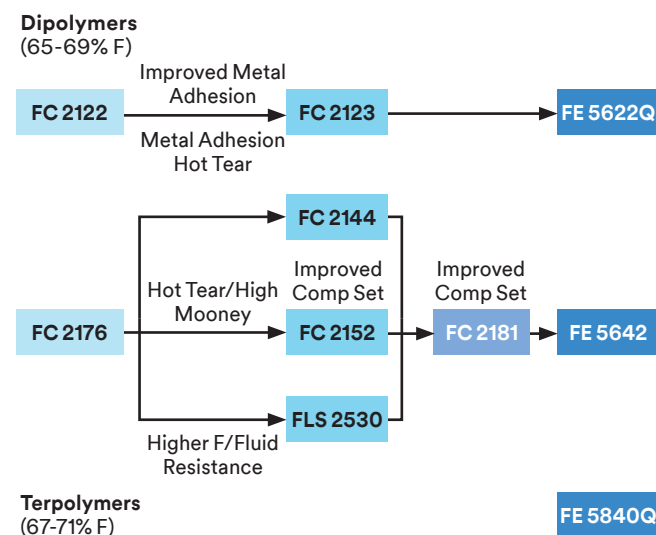 Dipolymers
(65-69% F)
Improved Metal
Adhesion
FC 2122
FC 2123
FE 5622Q
Metal Adhesion
Hot Tear
FC 2144
Hot Tear/High
Mooney
Improved
Comp Set
Improved
Comp Set
FC 2176
FC 2152
FC 2181
FE 5642
FLS 2530
Higher F/Fluid
Resistance
Terpolymers
(67-71% F)
FE 5840Q